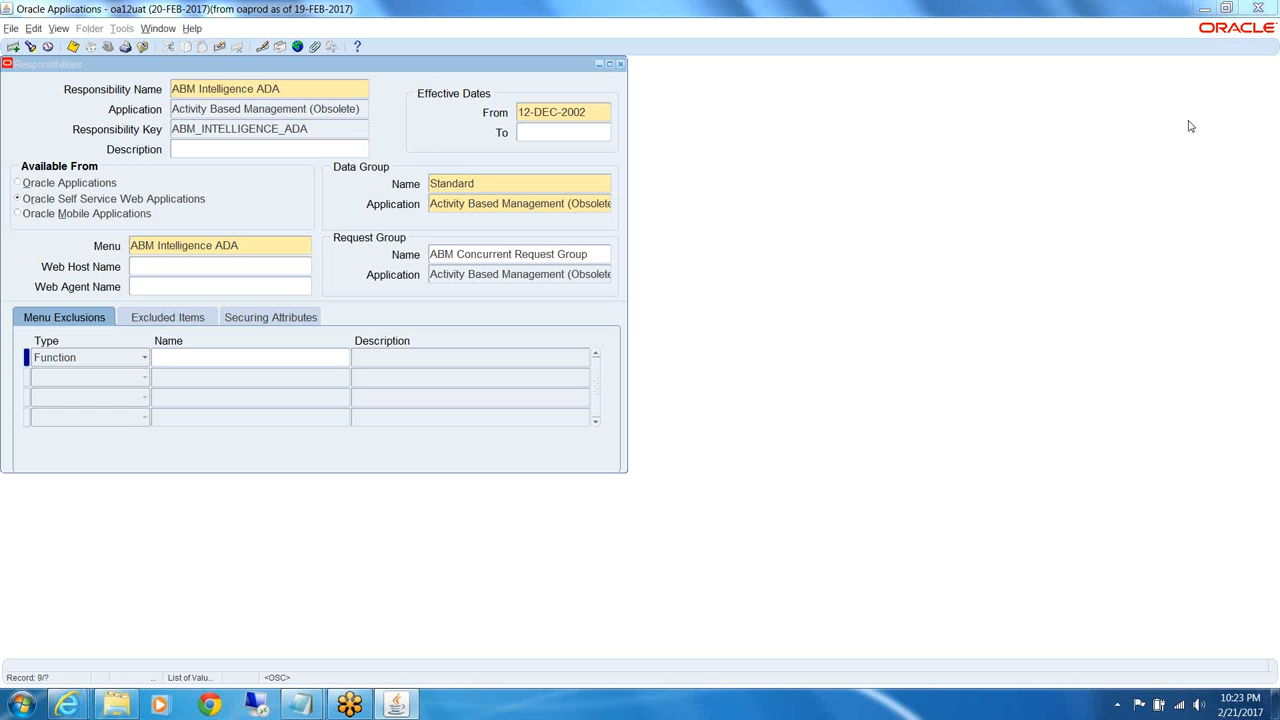 Oracle Applications - oa12uat (20-FEB-2017)(from oaprod as of 19-FEB-2017)
File Edit View Folder Tools Window Help
ORACLE
Responsibilities
Responsibility Name ABM Intelligence ADA
Application Activity Based Management (Obsolete)
Responsibility Key ABM_INTELLIGENCE_ADA
Description
Effective Dates
From 12-DEC-2002
To
Available From
Oracle Applications
Oracle Self Service Web Applications
Oracle Mobile Applications
Data Group
Name Standard
Application Activity Based Management (Obsolete
Menu ABM Intelligence ADA
Web Host Name
Web Agent Name
Request Group
Name ABM Concurrent Request Group
Application Activity Based Management (Obsolete
Menu Exclusions Excluded Items Securing Attributes
Type Name Description
Function
Record: 9/? ... List of Valu... <OSC>
10:23 PM
2/21/2017